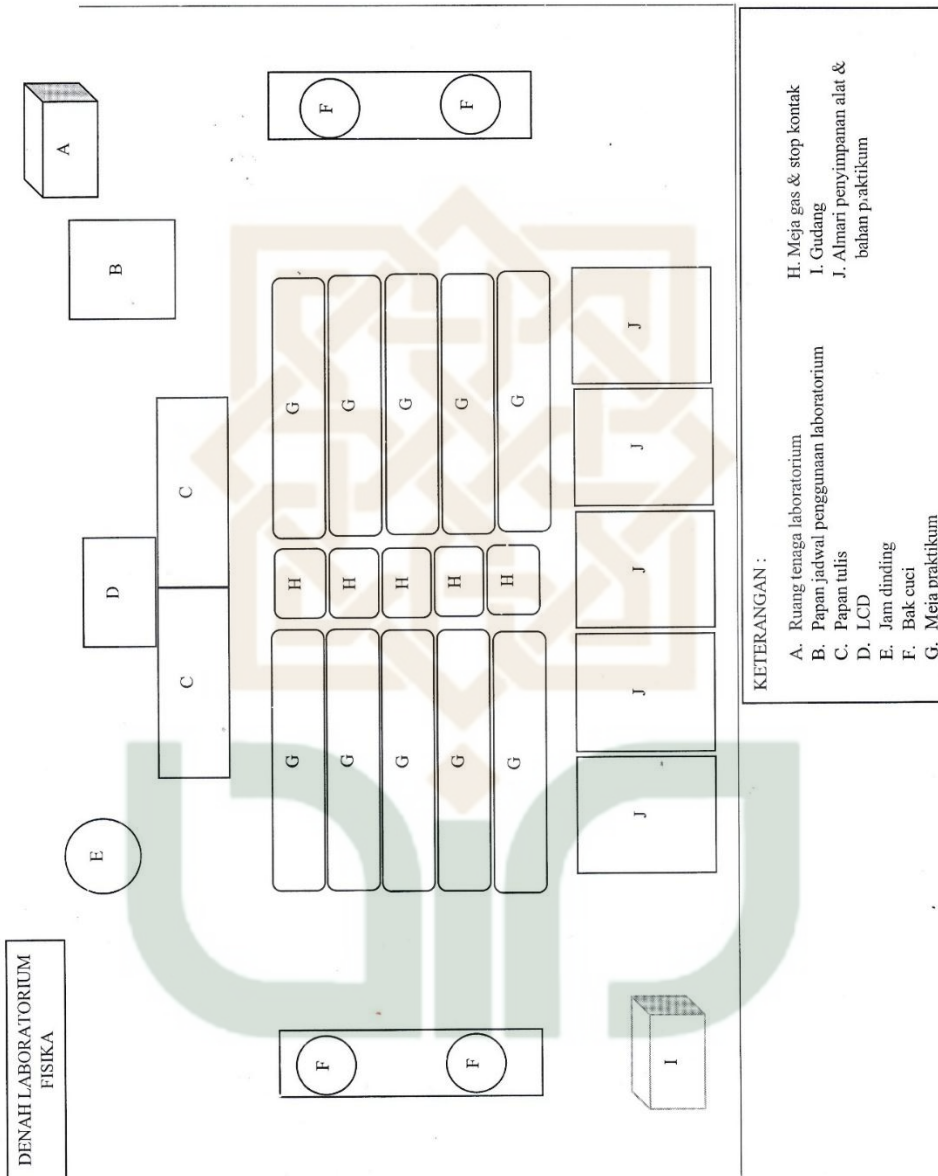 DENAH LABORATORIUM
FISIKA
A
E
D
B
C C
G H G
F F
G H G
G H G
G H G
F F
G H G
J J J J J
I
KETERANGAN :
A. Ruang tenaga laboratorium
B. Papan jadwal penggunaan laboratorium
C. Papan tulis
D. LCD
E. Jam dinding
F. Bak cuci
G. Meja praktikum
H. Meja gas & stop kontak
I. Gudang
J. Almari penyimpanan alat &
bahan praktikum